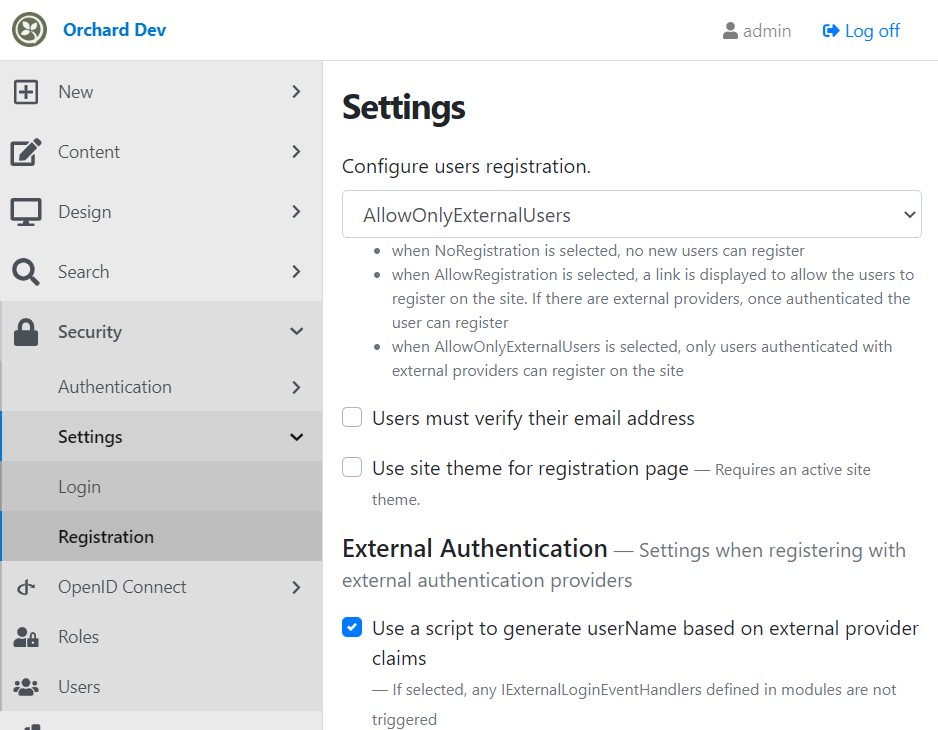 Orchard Dev
admin
Log off
New
Content
Design
Search
Security
Authentication
Settings
Login
Registration
OpenID Connect
Roles
Users
Settings
Configure users registration.
AllowOnlyExternalUsers
when NoRegistration is selected, no new users can register
when AllowRegistration is selected, a link is displayed to allow the users to
register on the site. If there are external providers, once authenticated the
user can register
when AllowOnlyExternalUsers is selected, only users authenticated with
external providers can register on the site
Users must verify their email address
Use site theme for registration page — Requires an active site
theme.
External Authentication — Settings when registering with
external authentication providers
Use a script to generate userName based on external provider
claims
— If selected, any IExternalLoginEventHandlers defined in modules are not
triggered